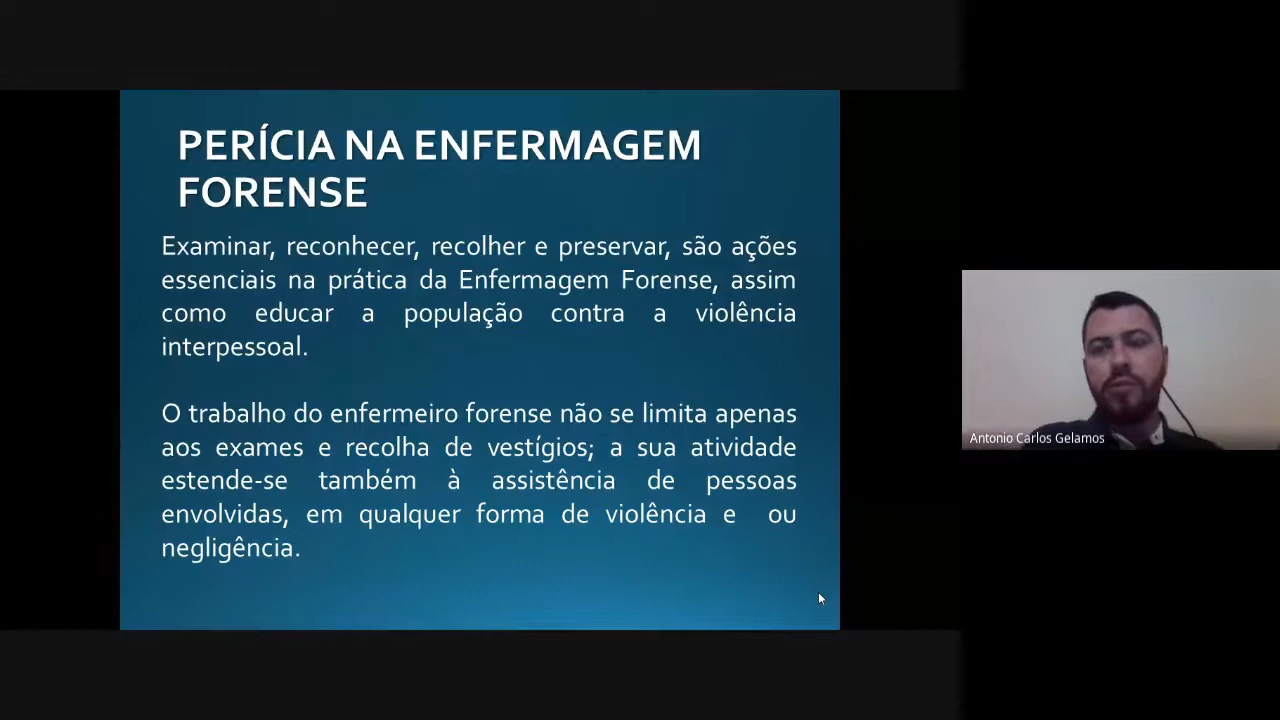 PERÍCIA NA ENFERMAGEM
FORENSE
Examinar, reconhecer, recolher e preservar, são ações
essenciais na prática da Enfermagem Forense, assim
como educar a população contra a violência
interpessoal.
O trabalho do enfermeiro forense não se limita apenas
aos exames e recolha de vestígios; a sua atividade
estende-se também à assistência de pessoas
envolvidas, em qualquer forma de violência e ou
negligência.
Antonio Carlos Gelamos